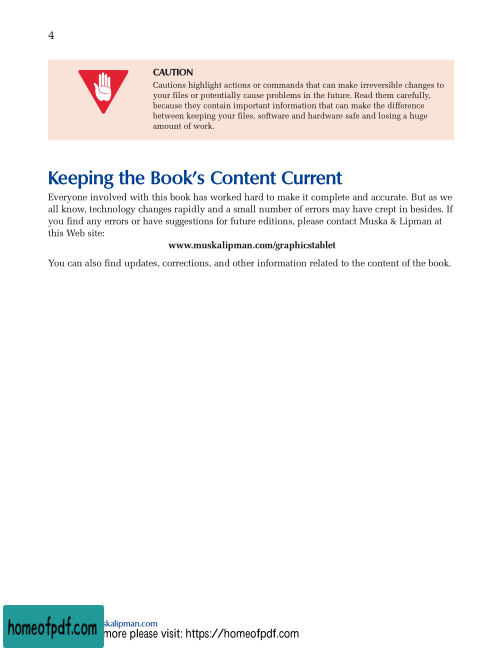 4
CAUTION
Cautions highlight actions or commands that can make irreversible changes to
your files or potentially cause problems in the future. Read them carefully,
because they contain important information that can make the difference
between keeping your files, software and hardware safe and losing a huge
amount of work.
Keeping the Book's Content Current
Everyone involved with this book has worked hard to make it complete and accurate. But as we
all know, technology changes rapidly and a small number of errors may have crept in besides. If
you find any errors or have suggestions for future editions, please contact Muska & Lipman at
this Web site:
www.muskalipman.com/graphicstablet
You can also find updates, corrections, and other information related to the content of the book.
skalipman.com
homeofpdf.com
more please visit: https://homeofpdf.com